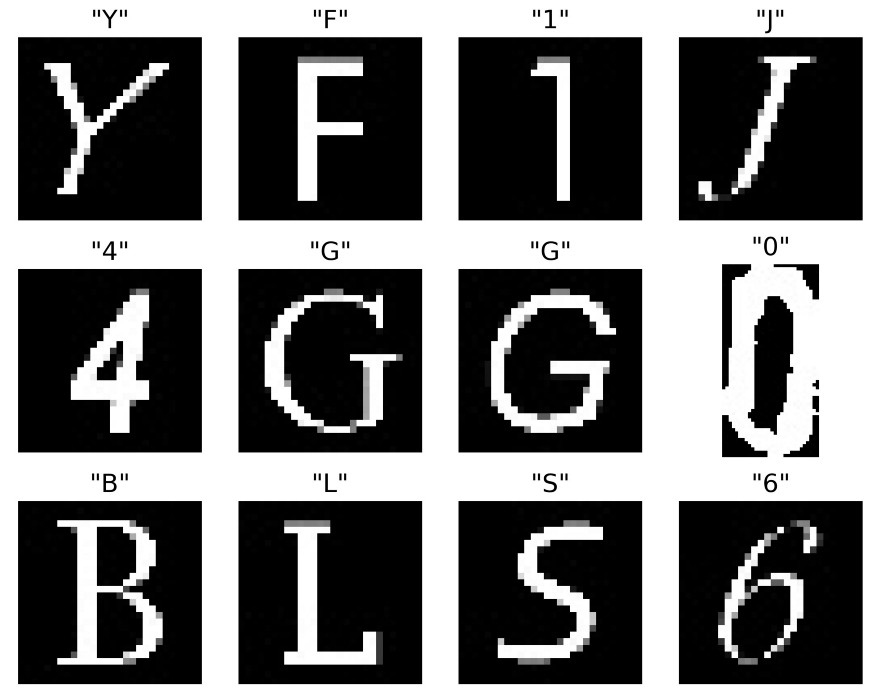 "Y" "F" "1" "J"
Y F 1 J
"4" "G" "G" "0"
4 G G 0
"B" "L" "S" "6"
B L S 6